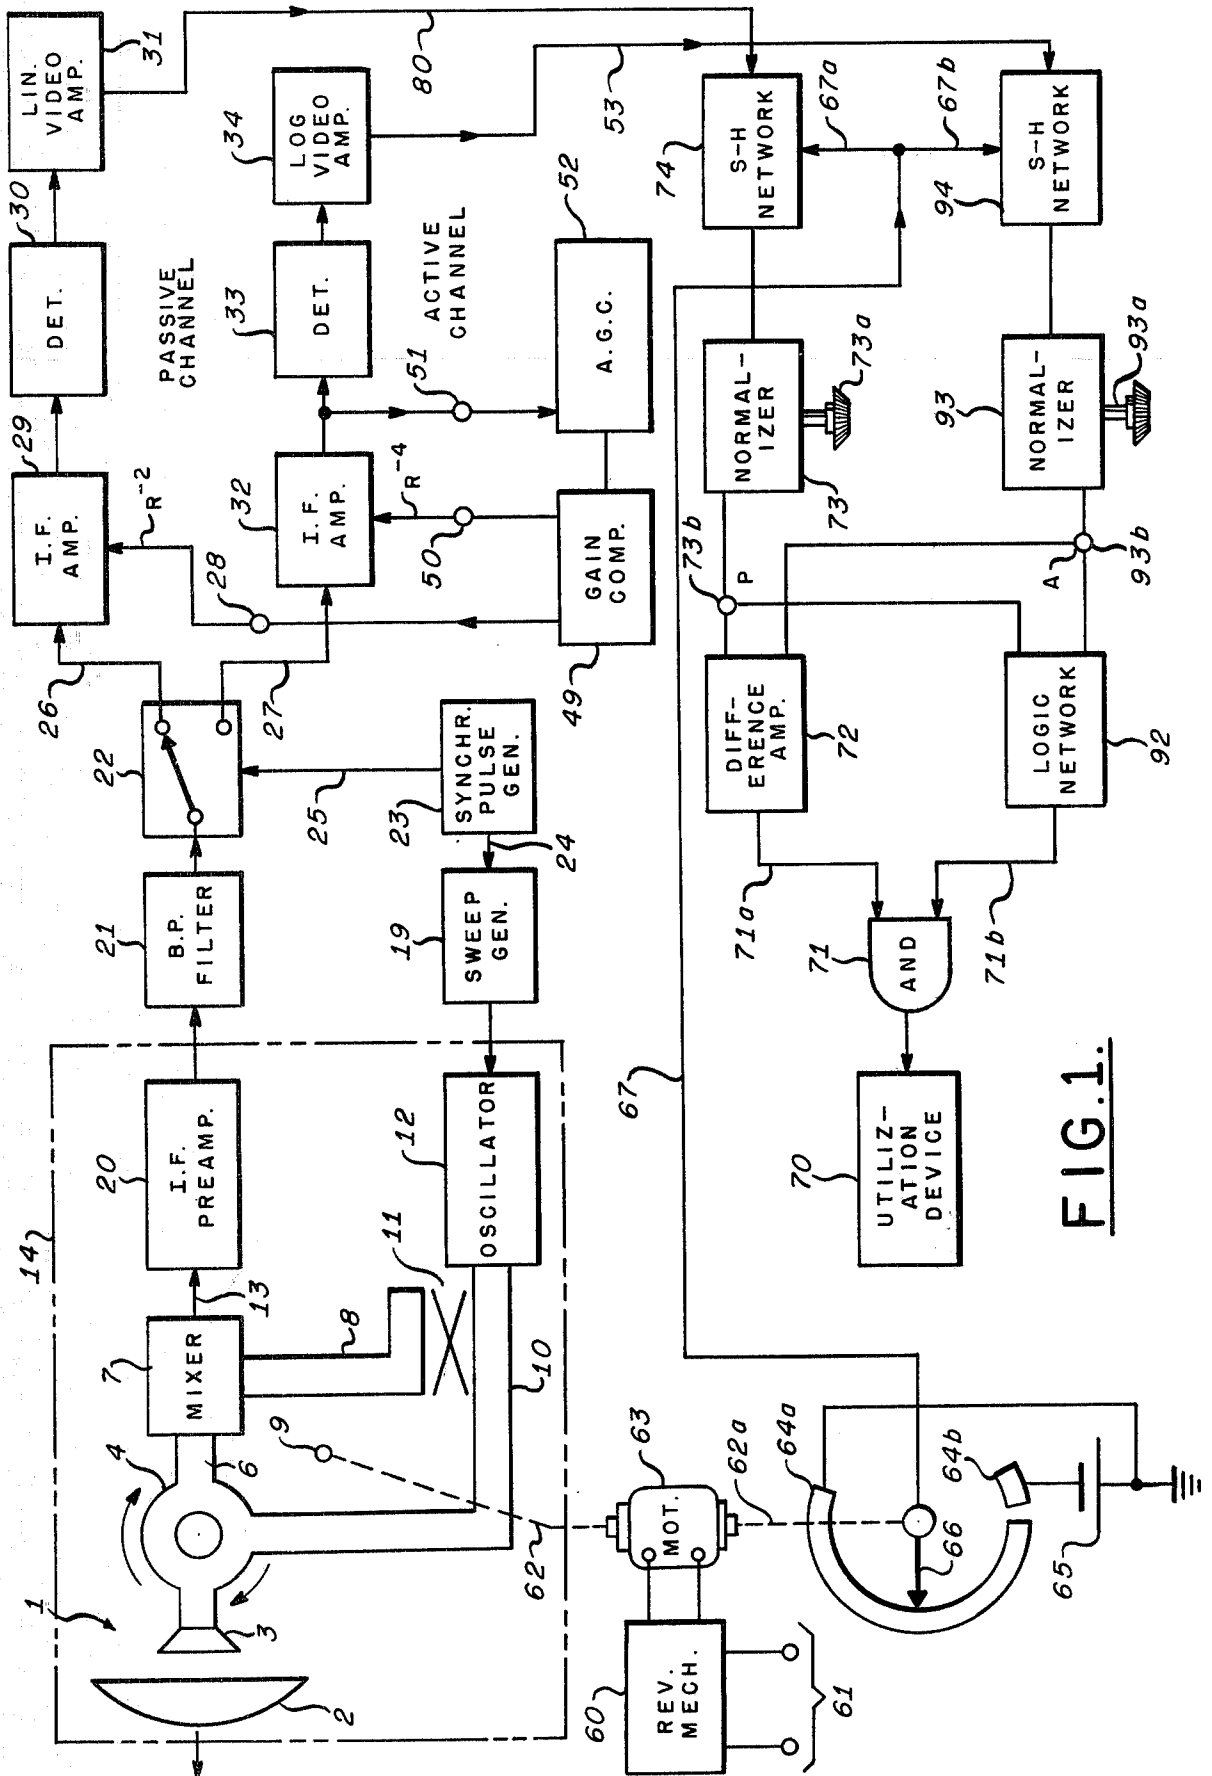 1
14
2
3
4
6
7
MIXER
13
20
I.F.
PREAMP.
21
B.P.
FILTER
22
26
27
29
I.F.
AMP.
R⁻²
28
30
DET.
31
LIN.
VIDEO
AMP.
PASSIVE
CHANNEL
32
I.F.
AMP.
33
DET.
34
LOG
VIDEO
AMP.
ACTIVE
CHANNEL
R⁻⁴
50
51
52
A.G.C.
49
GAIN
COMP.
80
53
8
9
10
11
12
OSCILLATOR
19
SWEEP
GEN.
24
23
SYNCHR.
PULSE
GEN.
25
62
60
REV.
MECH.
61
63
MOT.
62a
64a
64b
66
65
67
67a
67b
74
S-H
NETWORK
94
S-H
NETWORK
73
NORMAL-
IZER
73a
93
NORMAL-
IZER
93a
73b
P
A
93b
72
DIFF-
ERENCE
AMP.
92
LOGIC
NETWORK
71a
71b
71
AND
70
UTILIZ-
ATION
DEVICE
FIG.1.